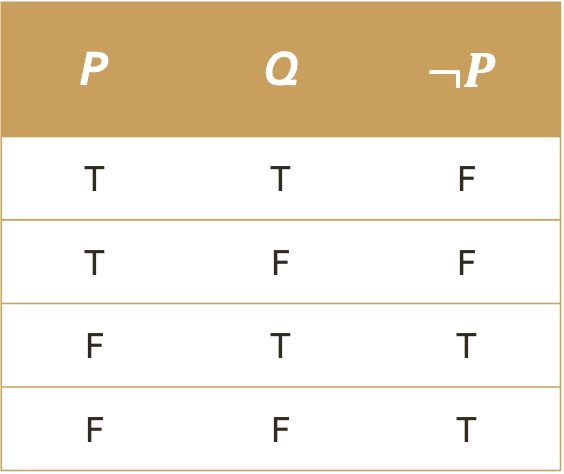 P Q ¬P
T T F
T F F
F T T
F F T